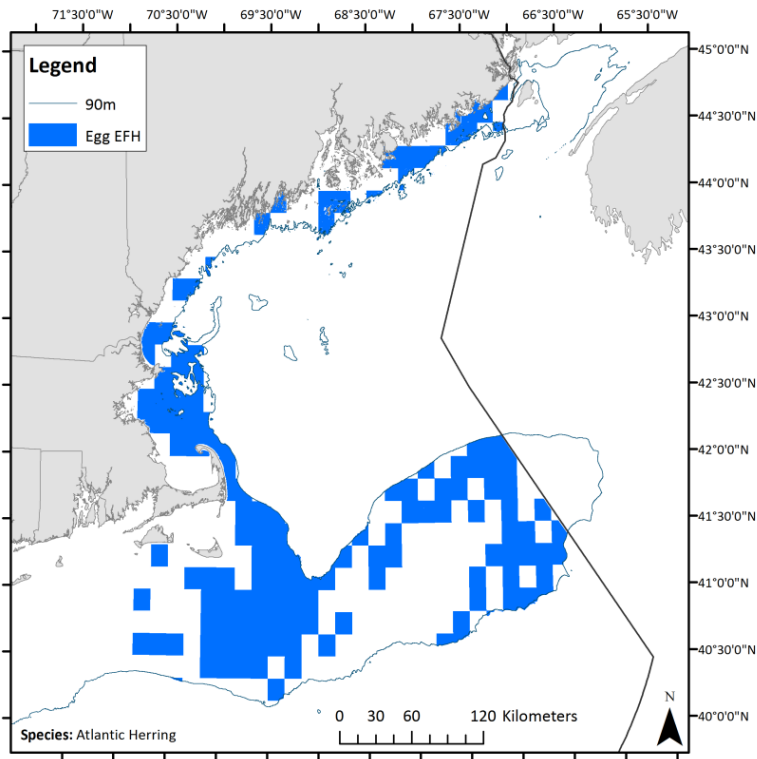 71°30'0"W 70°30'0"W 69°30'0"W 68°30'0"W 67°30'0"W 66°30'0"W 65°30'0"W
Legend
90m
Egg EFH
45°0'0"N
44°30'0"N
44°0'0"N
43°30'0"N
43°0'0"N
42°30'0"N
42°0'0"N
41°30'0"N
41°0'0"N
40°30'0"N
40°0'0"N
N
0 30 60 120 Kilometers
Species: Atlantic Herring